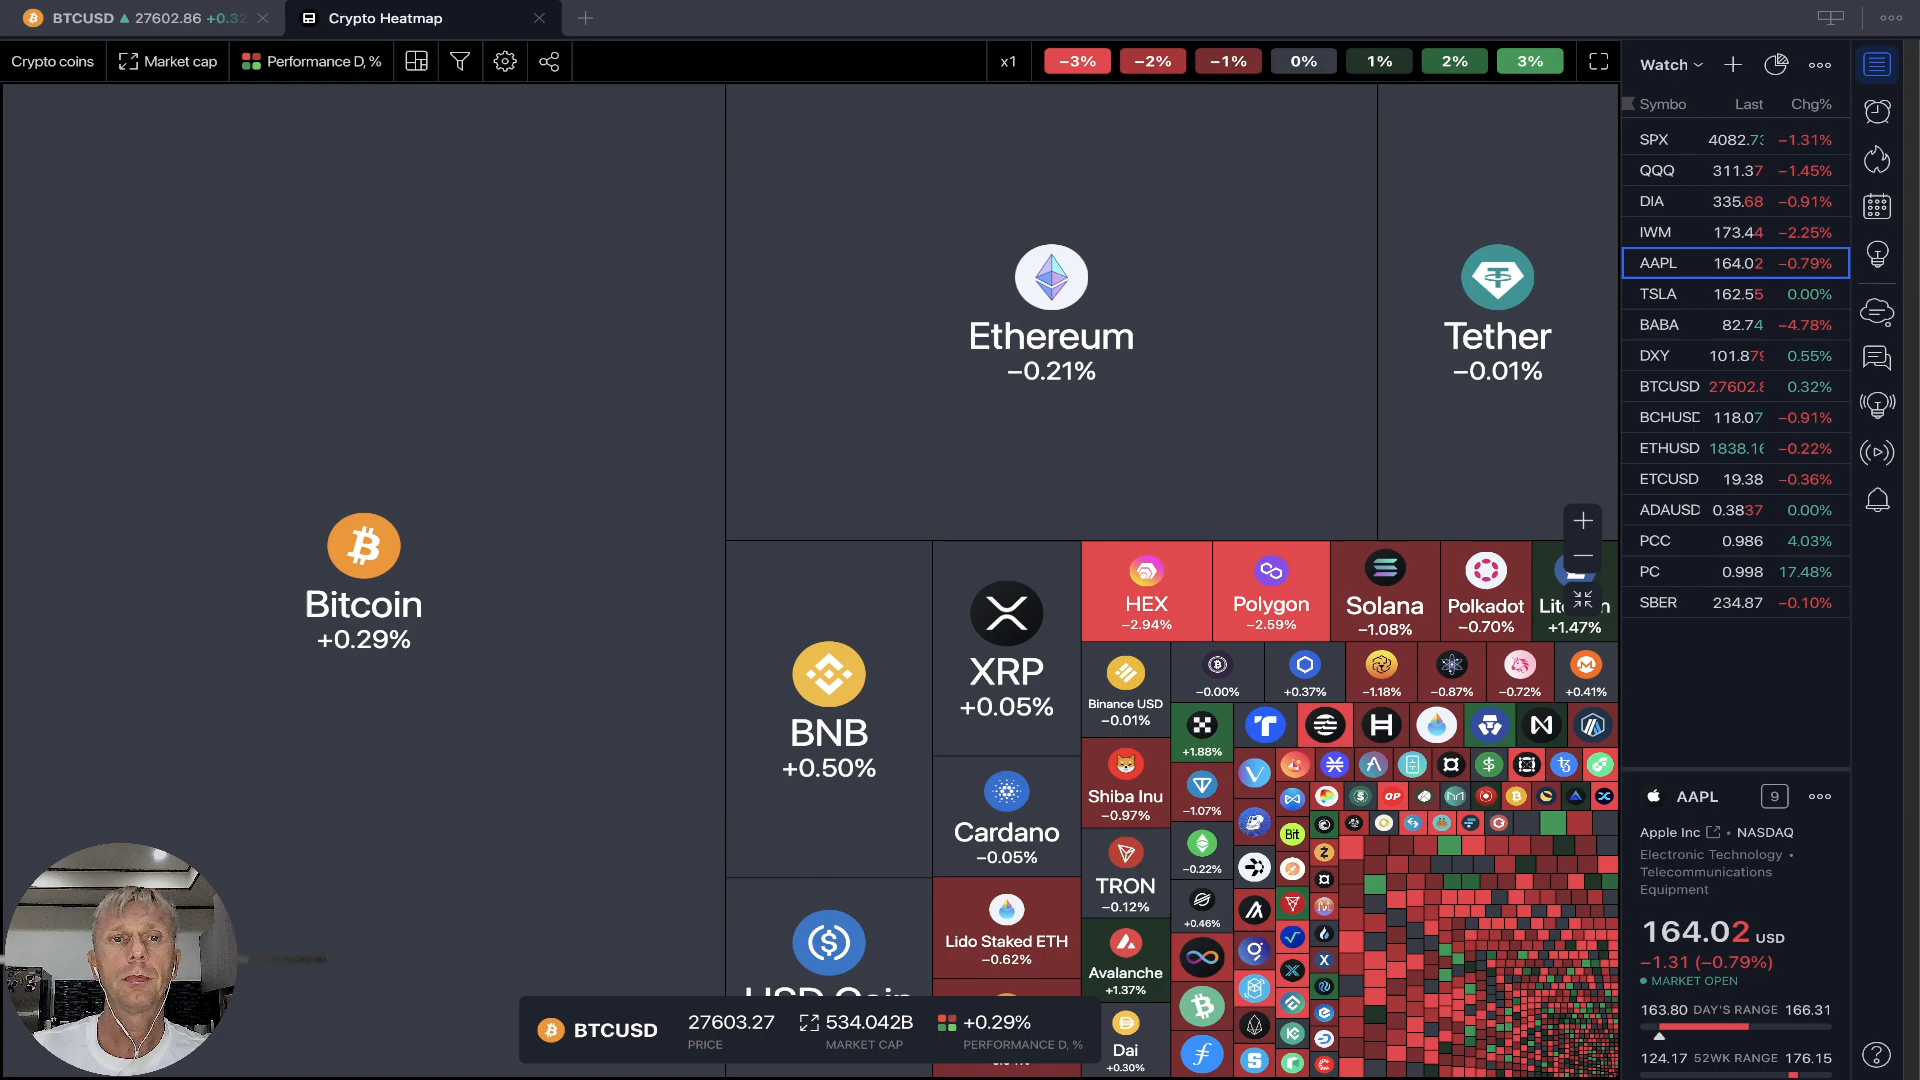 BTCUSD ▲ 27602.86 +0.32
Crypto Heatmap
Crypto coins
Market cap
Performance D, %
x1
−3%
−2%
−1%
0%
1%
2%
3%
Bitcoin
+0.29%
Ethereum
−0.21%
Tether
−0.01%
BNB
+0.50%
XRP
+0.05%
Cardano
−0.05%
Lido Staked ETH
−0.62%
HEX
−2.94%
Polygon
−2.59%
Solana
−1.08%
Polkadot
−0.70%
+1.47%
Binance USD
−0.01%
−0.00%
+0.37%
−1.18%
−0.87%
−0.72%
+0.41%
Shiba Inu
−0.97%
TRON
−0.12%
Avalanche
+1.37%
Dai
+0.30%
+1.88%
−1.07%
−0.22%
+0.46%
OP
Bit
BTCUSD
27603.27
PRICE
534.042B
MARKET CAP
+0.29%
PERFORMANCE D, %
Watch
Symbo Last Chg%
SPX 4082.73 −1.31%
QQQ 311.37 −1.45%
DIA 335.68 −0.91%
IWM 173.44 −2.25%
AAPL 164.02 −0.79%
TSLA 162.55 0.00%
BABA 82.74 −4.78%
DXY 101.879 0.55%
BTCUSD 27602.8 0.32%
BCHUSD 118.07 −0.91%
ETHUSD 1838.16 −0.22%
ETCUSD 19.38 −0.36%
ADAUSD 0.3837 0.00%
PCC 0.986 4.03%
PC 0.998 17.48%
SBER 234.87 −0.10%
AAPL
9
Apple Inc • NASDAQ
Electronic Technology •
Telecommunications
Equipment
164.02 USD
−1.31 (−0.79%)
MARKET OPEN
163.80 DAY'S RANGE 166.31
124.17 52WK RANGE 176.15